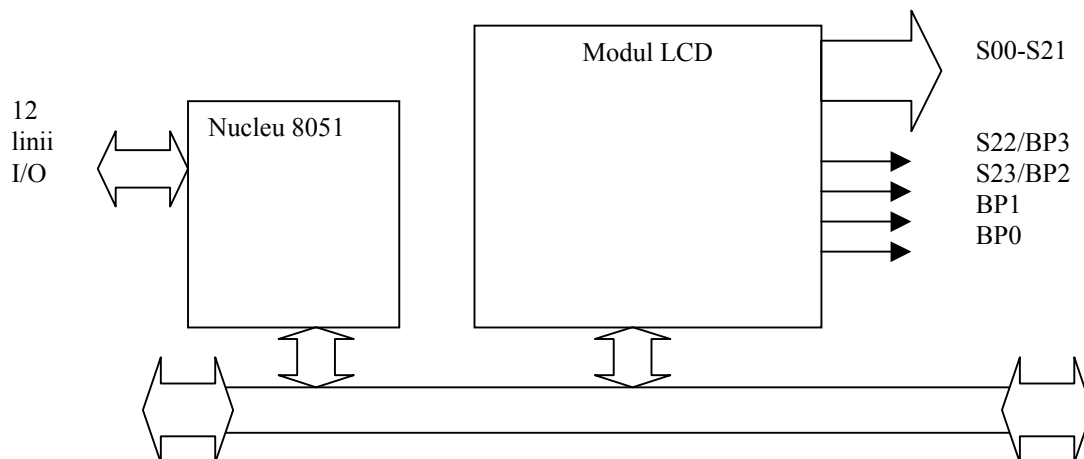 Modul LCD
S00-S21
12
linii
I/O
Nucleu 8051
S22/BP3
S23/BP2
BP1
BP0